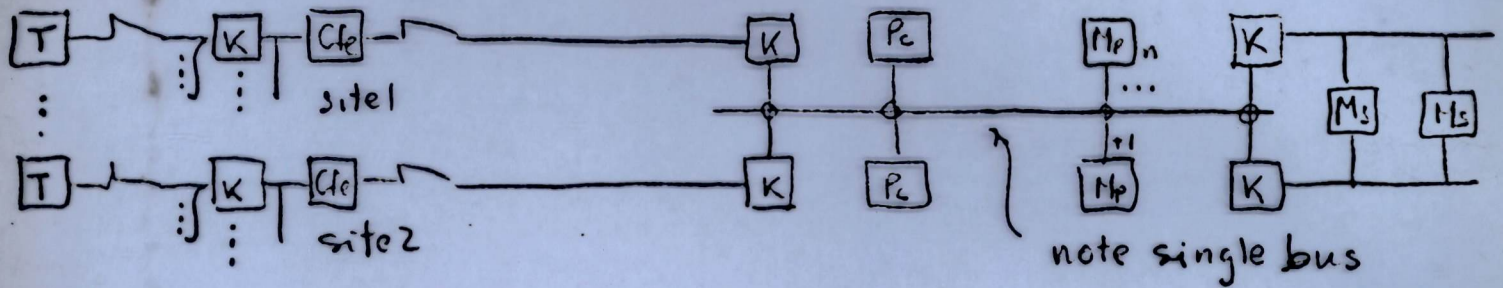 T K Cfe K Pc Mp n K
...
site1 Ms Ms
+1
T K Cfe K Pc Mp K
site2
note single bus